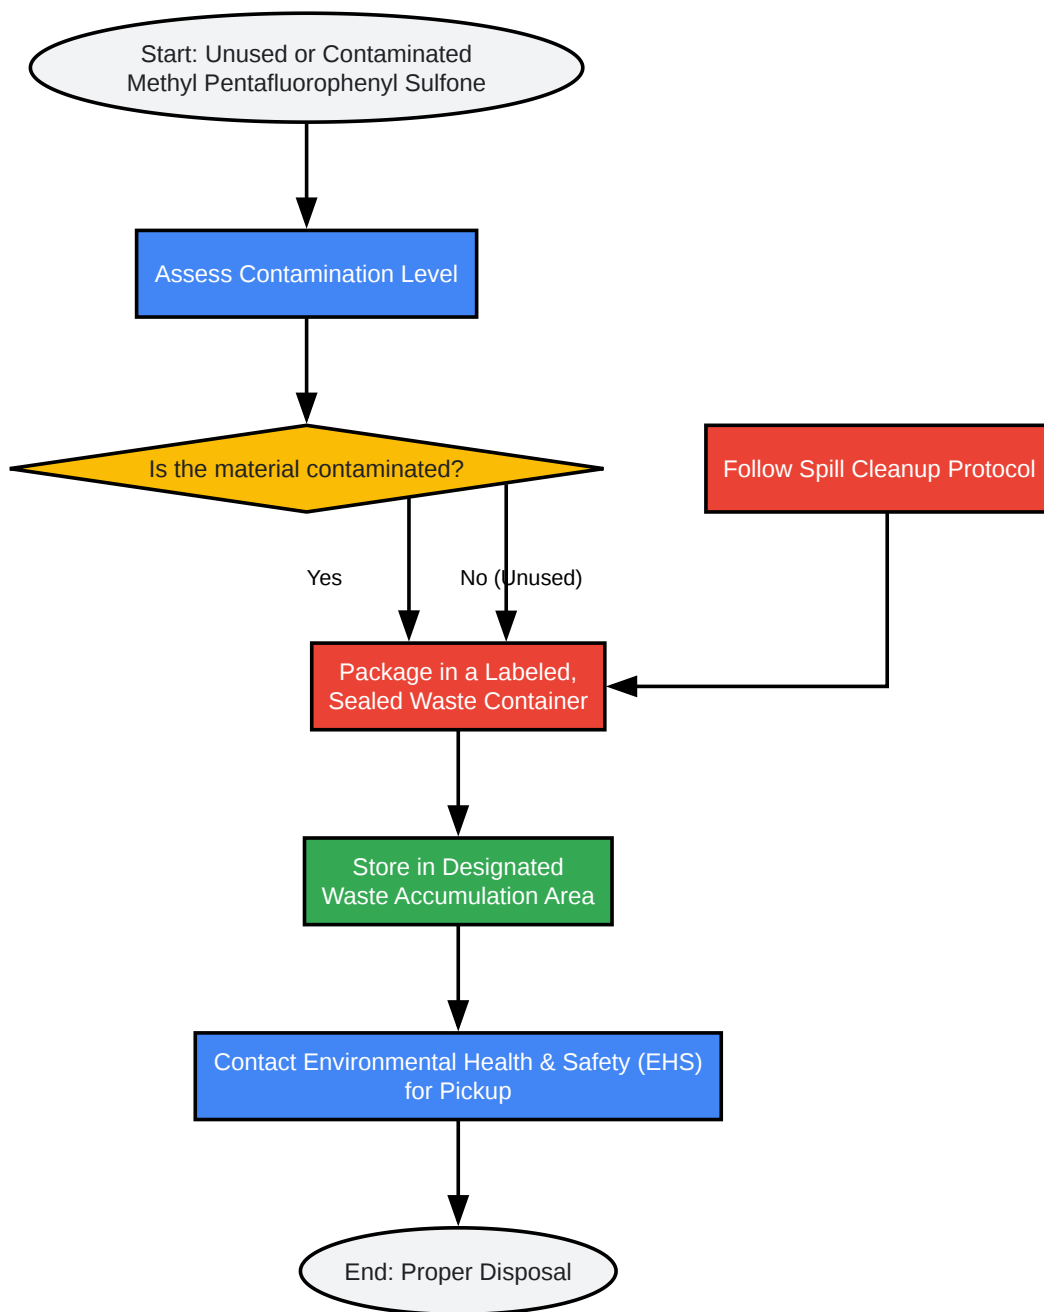 Start: Unused or Contaminated
Methyl Pentafluorophenyl Sulfone
Assess Contamination Level
Is the material contaminated?
Follow Spill Cleanup Protocol
Yes
No (Unused)
Package in a Labeled,
Sealed Waste Container
Store in Designated
Waste Accumulation Area
Contact Environmental Health & Safety (EHS)
for Pickup
End: Proper Disposal